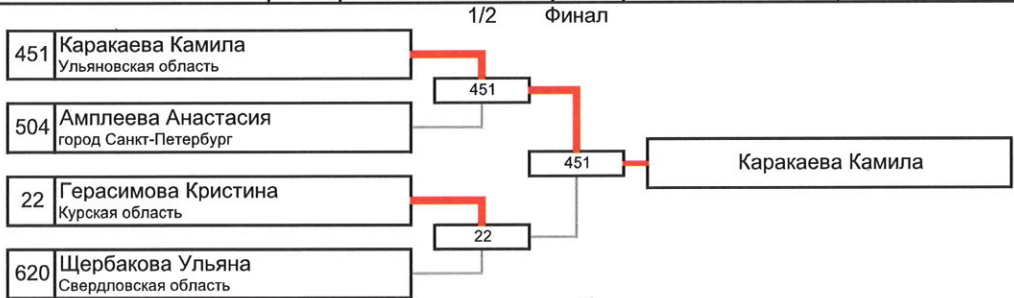 1/2 Финал
451 Каракаева Камила
Ульяновская область
451
504 Амплеева Анастасия
город Санкт-Петербург
451 Каракаева Камила
22 Герасимова Кристина
Курская область
22
620 Щербакова Ульяна
Свердловская область